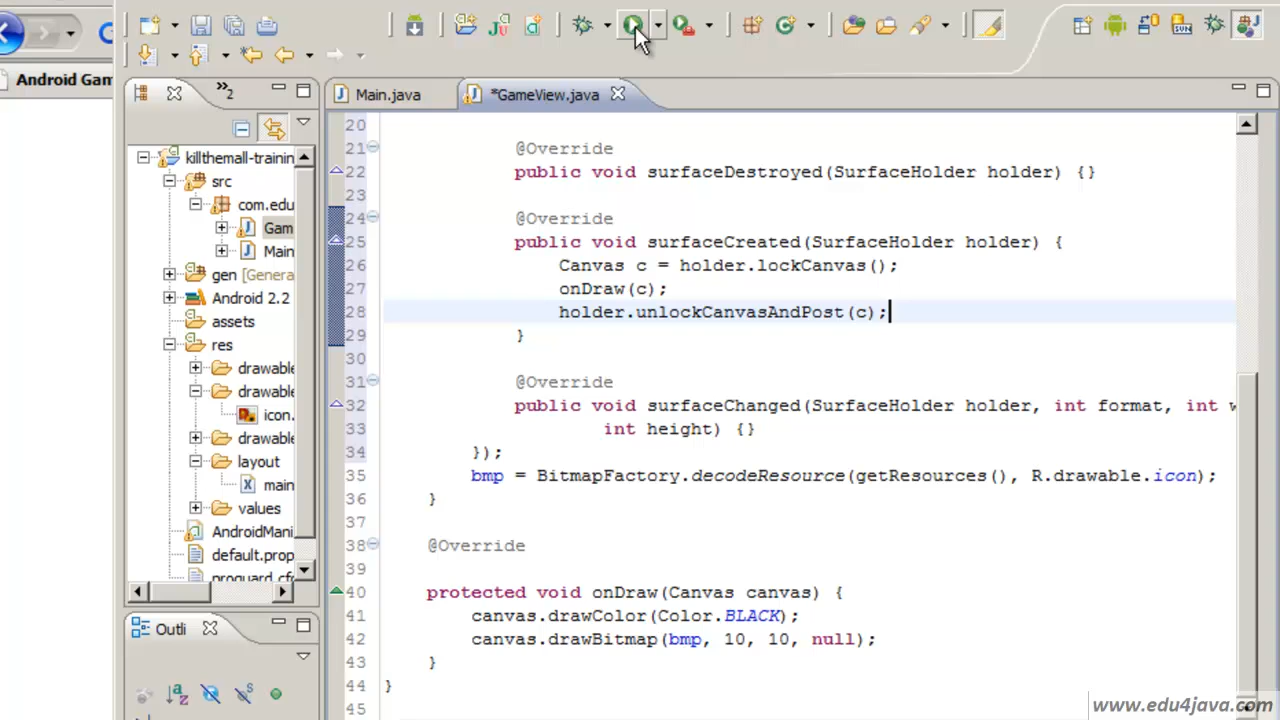 Android Gam
2
Main.java
*GameView.java
killthemall-training
src
com.edu
Gam
Main
gen [Genera
Android 2.2
assets
res
drawable
drawable
icon.
drawable
layout
main
values
AndroidMani
default.prop
proguard.cfg
Outli
20
21 @Override
22 public void surfaceDestroyed(SurfaceHolder holder) {}
23
24 @Override
25 public void surfaceCreated(SurfaceHolder holder) {
26 Canvas c = holder.lockCanvas();
27 onDraw(c);
28 holder.unlockCanvasAndPost(c);
29 }
30
31 @Override
32 public void surfaceChanged(SurfaceHolder holder, int format, int w
33 int height) {}
34 });
35 bmp = BitmapFactory.decodeResource(getResources(), R.drawable.icon);
36 }
37
38 @Override
39
40 protected void onDraw(Canvas canvas) {
41 canvas.drawColor(Color.BLACK);
42 canvas.drawBitmap(bmp, 10, 10, null);
43 }
44 }
45
www.edu4java.com